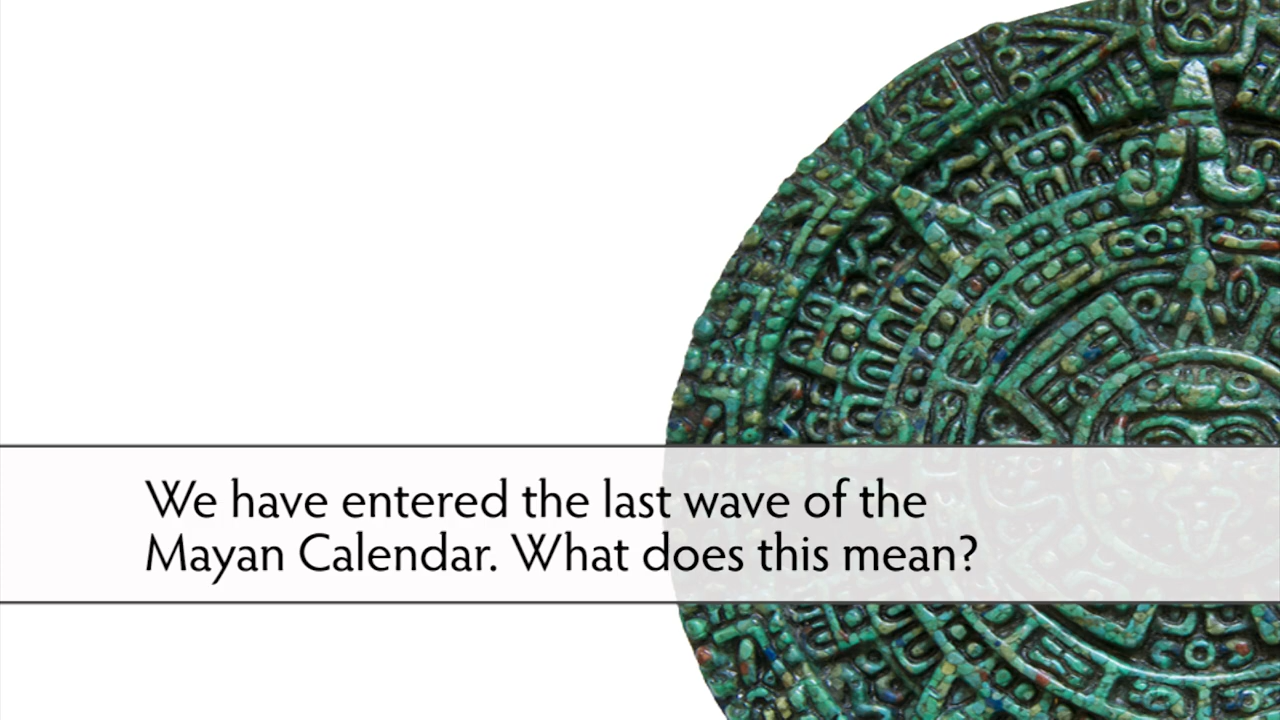 We have entered the last wave of the
Mayan Calendar. What does this mean?